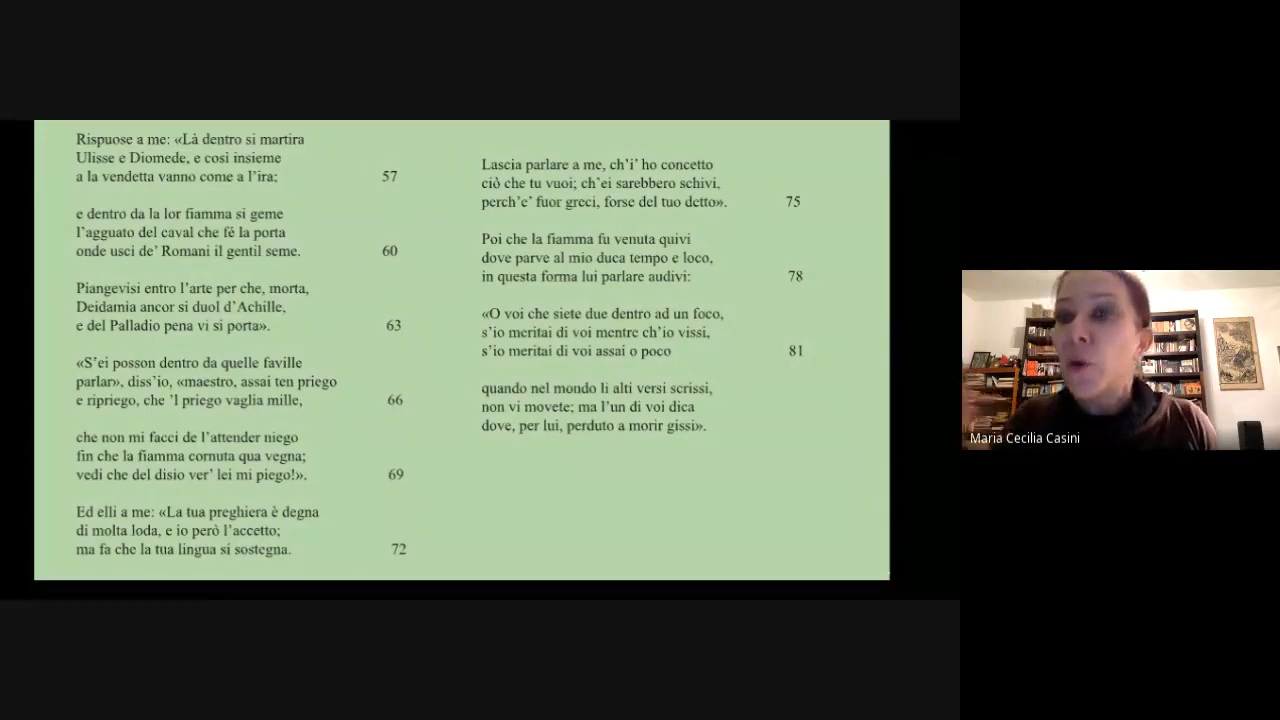 Rispuose a me: «Là dentro si martira
Ulisse e Diomede, e così insieme
a la vendetta vanno come a l'ira;
57
e dentro da la lor fiamma si geme
l'agguato del caval che fé la porta
onde uscì de' Romani il gentil seme.
60
Piangevisi entro l'arte per che, morta,
Deidamìa ancor si duol d'Achille,
e del Palladio pena vi si porta».
63
«S'ei posson dentro da quelle faville
parlar», diss'io, «maestro, assai ten priego
e ripriego, che 'l priego vaglia mille,
66
che non mi facci de l'attender niego
fin che la fiamma cornuta qua vegna;
vedi che del disio ver' lei mi piego!».
69
Ed elli a me: «La tua preghiera è degna
di molta loda, e io però l'accetto;
ma fa che la tua lingua si sostegna.
72
Lascia parlare a me, ch'i' ho concetto
ciò che tu vuoi; ch'ei sarebbero schivi,
perch'e' fuor greci, forse del tuo detto».
75
Poi che la fiamma fu venuta quivi
dove parve al mio duca tempo e loco,
in questa forma lui parlare audivi:
78
«O voi che siete due dentro ad un foco,
s'io meritai di voi mentre ch'io vissi,
s'io meritai di voi assai o poco
81
quando nel mondo li alti versi scrissi,
non vi movete; ma l'un di voi dica
dove, per lui, perduto a morir gissi».
Maria Cecilia Casini